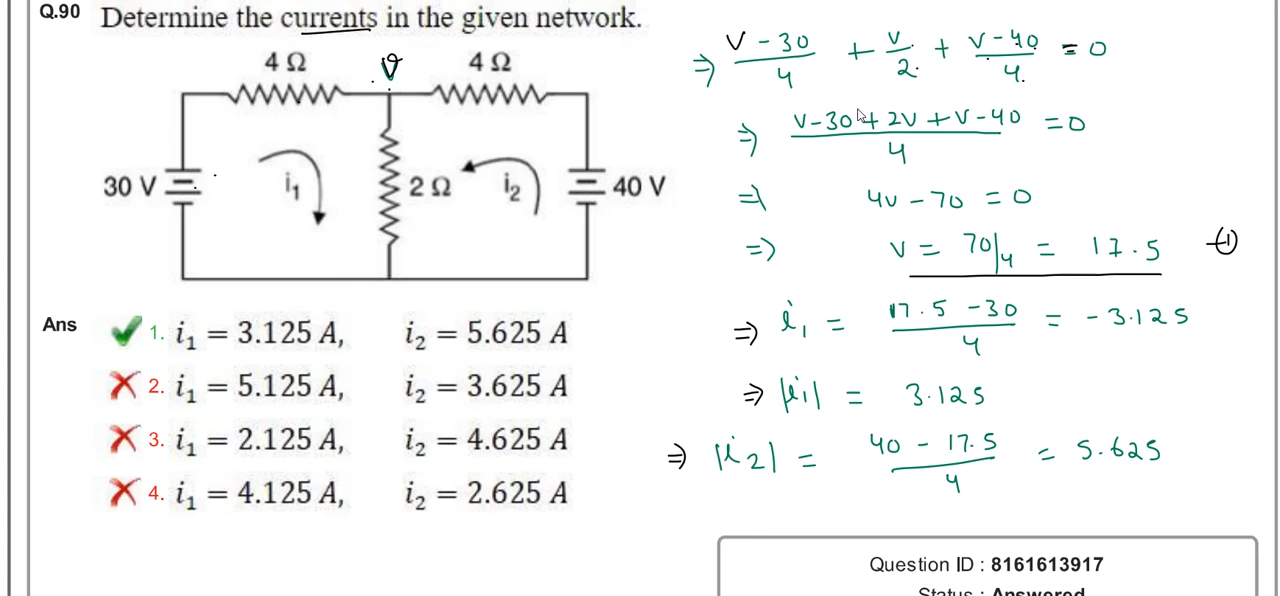 Q.90 Determine the currents in the given network.
4 Ω
V
4 Ω
30 V
i₁
2 Ω
i₂
40 V
Ans
1. i₁ = 3.125 A, i₂ = 5.625 A
2. i₁ = 5.125 A, i₂ = 3.625 A
3. i₁ = 2.125 A, i₂ = 4.625 A
4. i₁ = 4.125 A, i₂ = 2.625 A
⇒ (V - 30)/4 + V/2 + (V - 40)/4 = 0
⇒ (V - 30 + 2V + V - 40)/4 = 0
⇒ 4V - 70 = 0
⇒ V = 70/4 = 17.5 —①
⇒ i₁ = (17.5 - 30)/4 = -3.125
⇒ |i₁| = 3.125
⇒ |i₂| = (40 - 17.5)/4 = 5.625
Question ID : 8161613917
Status : Answered